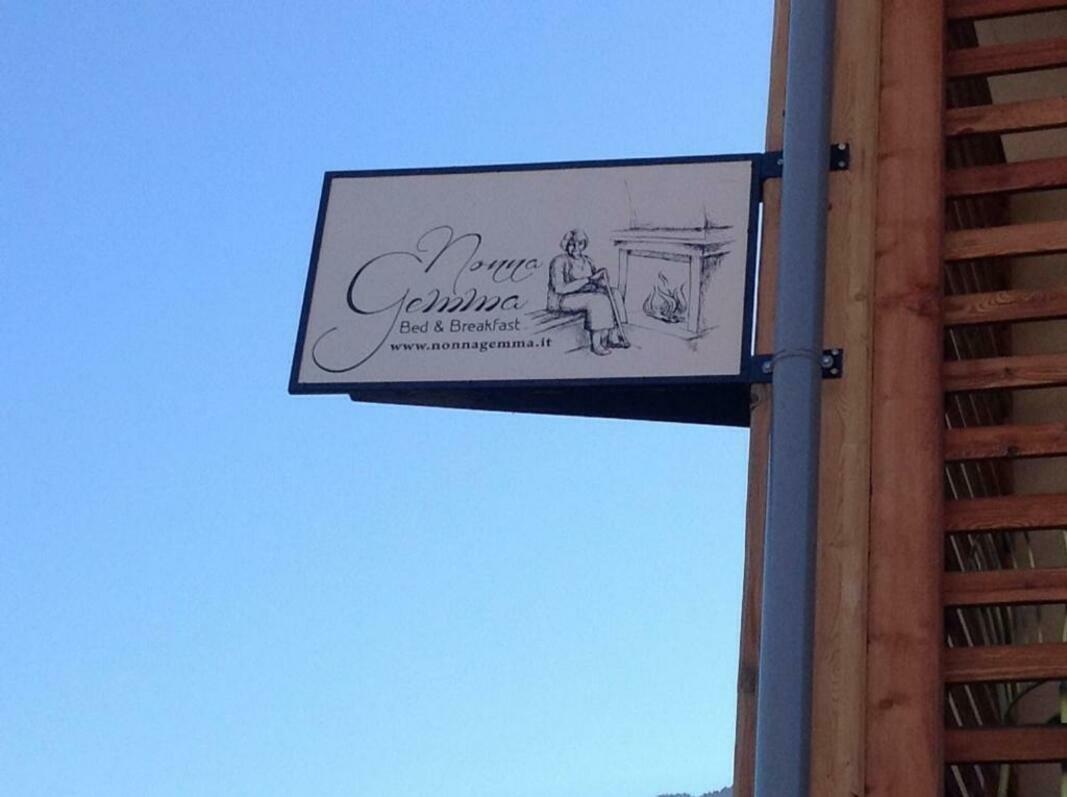 Nonna
Gemma
Bed & Breakfast
www.nonnagemma.it